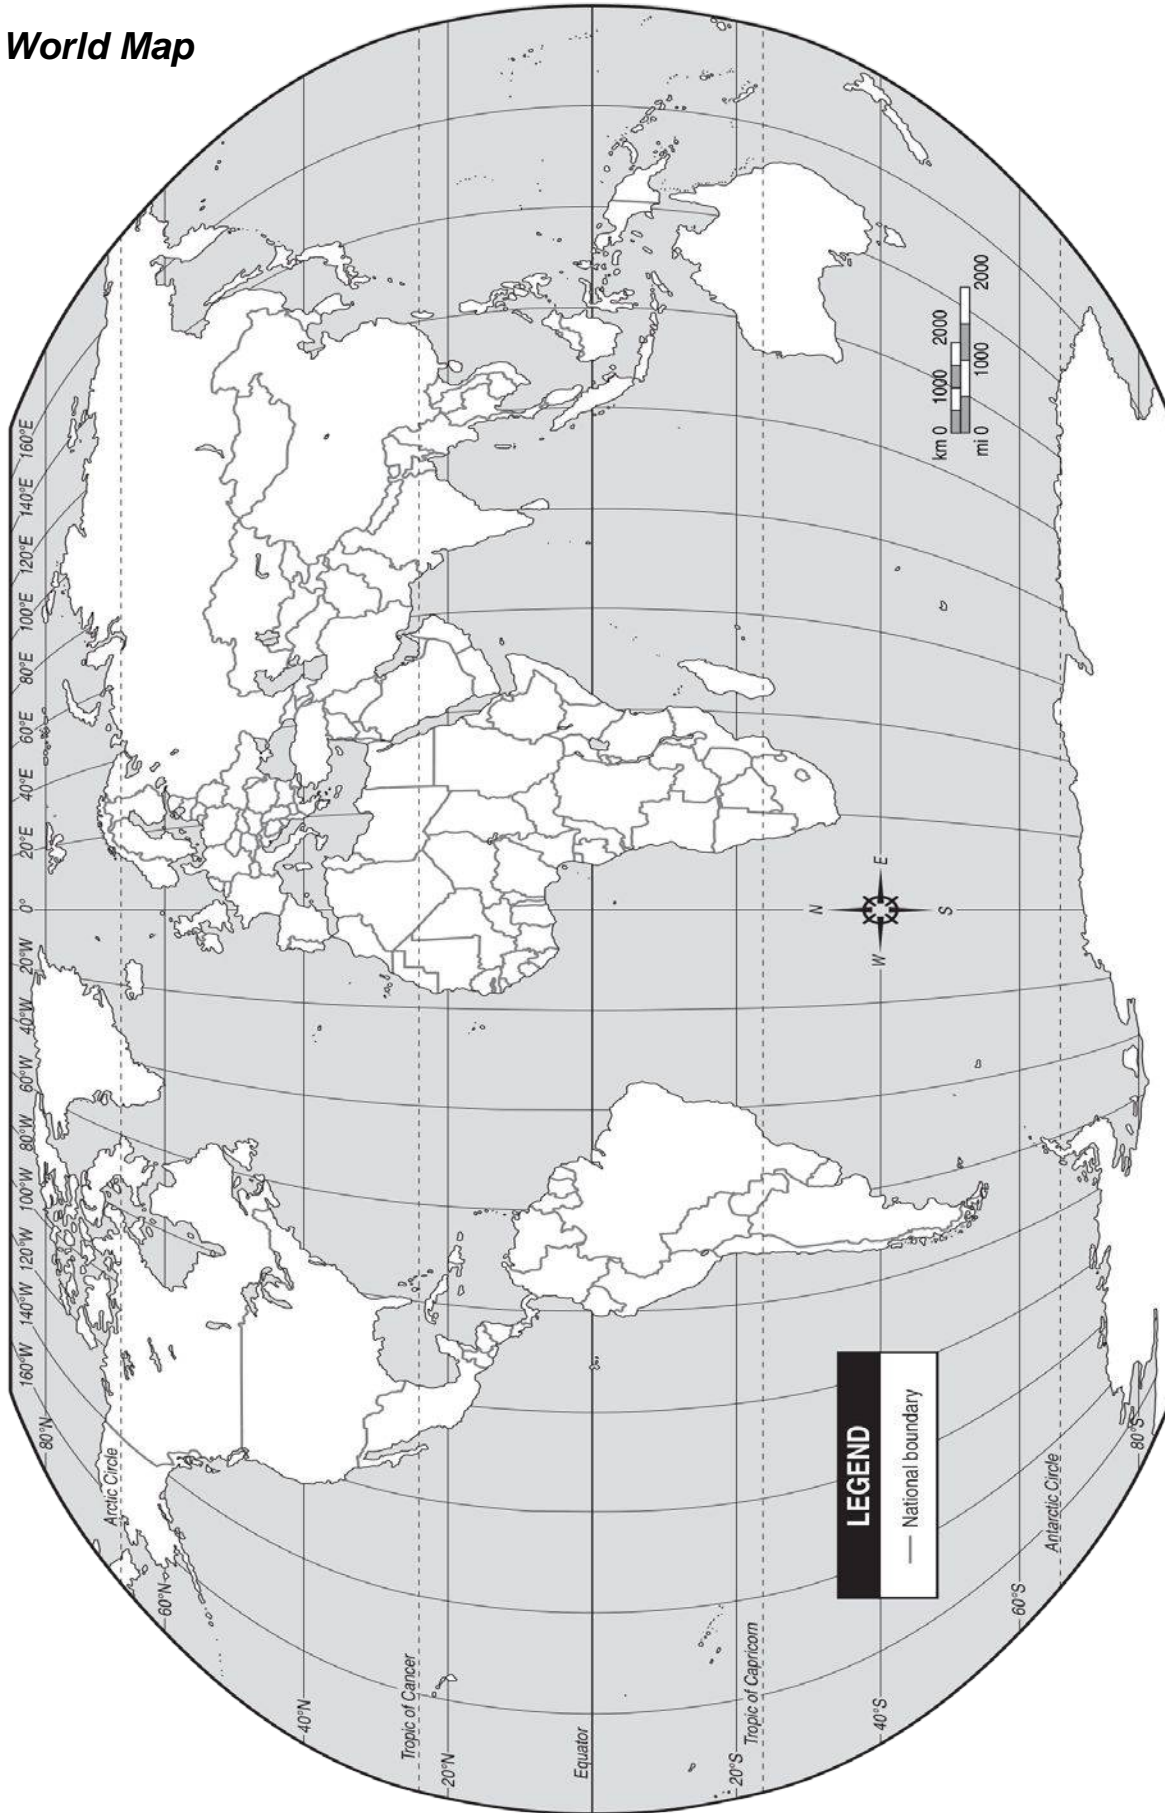 World Map
160°W
140°W
120°W
100°W
80°W
60°W
40°W
20°W
0°
20°E
40°E
60°E
80°E
100°E
120°E
140°E
160°E
80°N
Arctic Circle
60°N
40°N
Tropic of Cancer
20°N
Equator
20°S
Tropic of Capricorn
40°S
60°S
Antarctic Circle
80°S
N
W
E
S
km 0 1000 2000
mi 0 1000 2000
LEGEND
National boundary